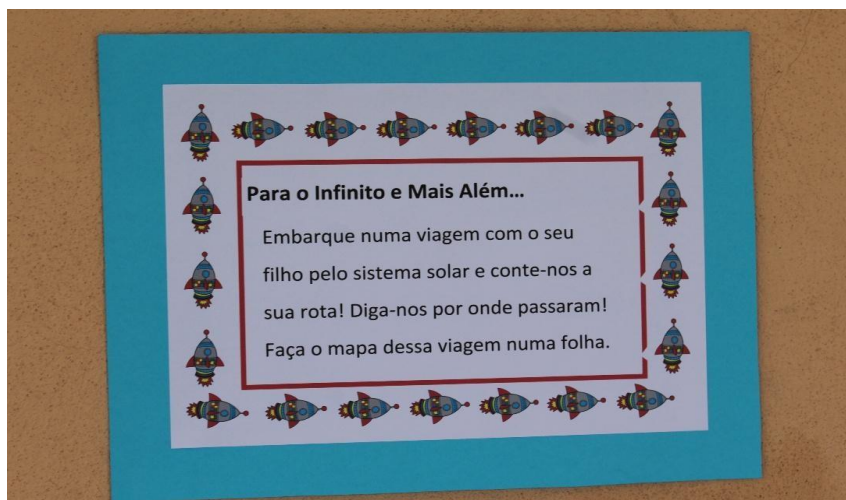 Para o Infinito e Mais Além...
Embarque numa viagem com o seu
filho pelo sistema solar e conte-nos a
sua rota! Diga-nos por onde passaram!
Faça o mapa dessa viagem numa folha.